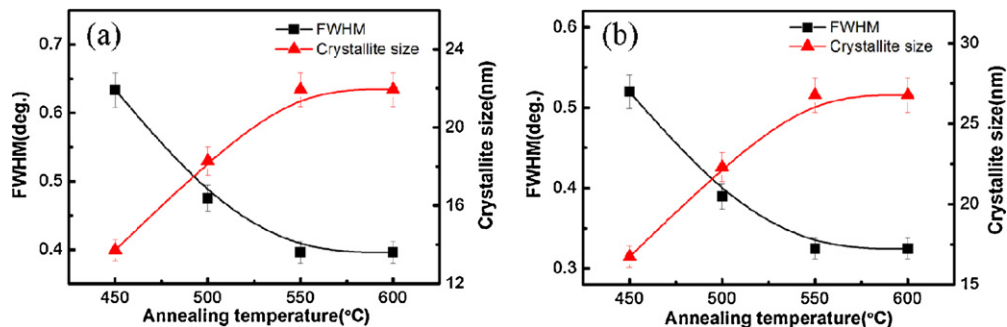 (a)
FWHM
Crystallite size
0.7
0.6
0.5
0.4
FWHM(deg.)
24
20
16
12
Crystallite size(nm)
450 500 550 600
Annealing temperature(°C)
(b)
FWHM
Crystallite size
0.6
0.5
0.4
0.3
FWHM(deg.)
30
25
20
15
Crystallite size(nm)
450 500 550 600
Annealing temperature(°C)